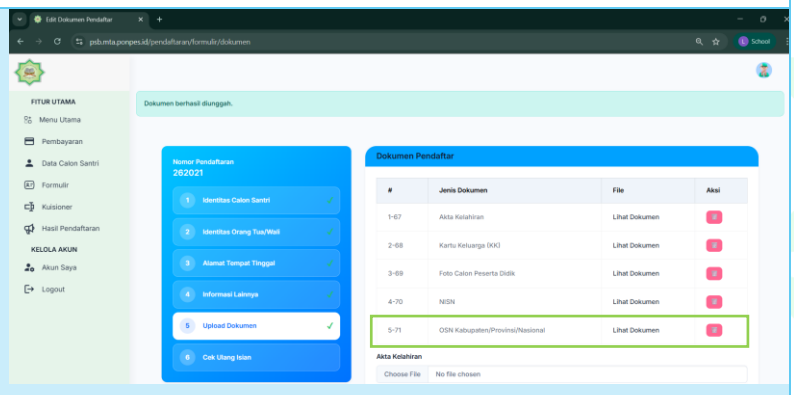 Edit Dokumen Pendaftar
psb.mta.ponpes.id/pendaftaran/formulir/dokumen
School
FITUR UTAMA
Menu Utama
Pembayaran
Data Calon Santri
Formulir
Kuisioner
Hasil Pendaftaran
KELOLA AKUN
Akun Saya
Logout
Dokumen berhasil diunggah.
Nomor Pendaftaran
262021
1 Identitas Calon Santri
2 Identitas Orang Tua/Wali
3 Alamat Tempat Tinggal
4 Informasi Lainnya
5 Upload Dokumen
6 Cek Ulang Isian
Dokumen Pendaftar
# Jenis Dokumen File Aksi
1-67 Akta Kelahiran Lihat Dokumen
2-68 Kartu Keluarga (KK) Lihat Dokumen
3-69 Foto Calon Peserta Didik Lihat Dokumen
4-70 NISN Lihat Dokumen
5-71 OSN Kabupaten/Provinsi/Nasional Lihat Dokumen
Akta Kelahiran
Choose File No file chosen